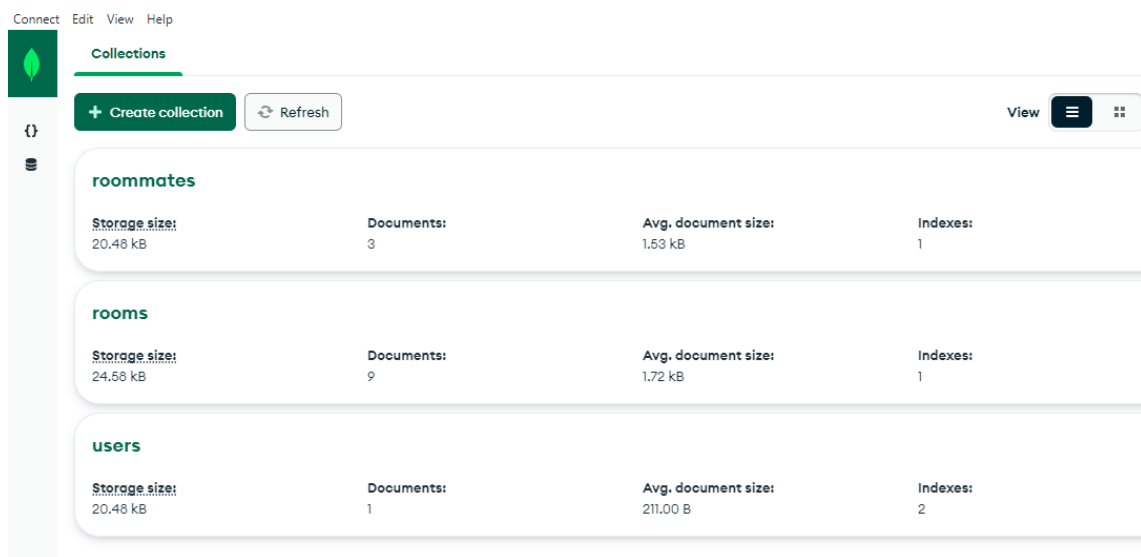 Connect Edit View Help
Collections
+ Create collection Refresh View
{}
roommates
Storage size: Documents: Avg. document size: Indexes:
20.48 kB 3 1.53 kB 1
rooms
Storage size: Documents: Avg. document size: Indexes:
24.58 kB 9 1.72 kB 1
users
Storage size: Documents: Avg. document size: Indexes:
20.48 kB 1 211.00 B 2